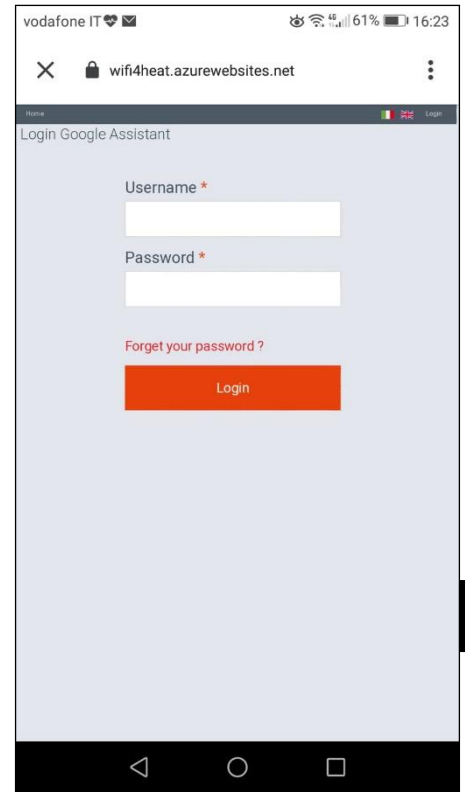 vodafone IT 46 61% 16:23
wifi4heat.azurewebsites.net
Home Login
Login Google Assistant
Username *
Password *
Forget your password ?
Login